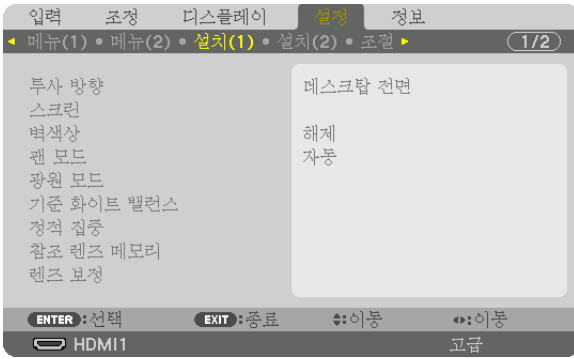 입력 조정 디스플레이 설정 정보
◀ 메뉴(1) ● 메뉴(2) ● 설치(1) ● 설치(2) ● 조절 ▶ 1/2
투사 방향 데스크탑 전면
스크린
벽색상 해제
팬 모드 자동
광원 모드
기준 화이트 밸런스
정적 집중
참조 렌즈 메모리
렌즈 보정
ENTER:선택 EXIT:종료 :이동 :이동
HDMI1 고급